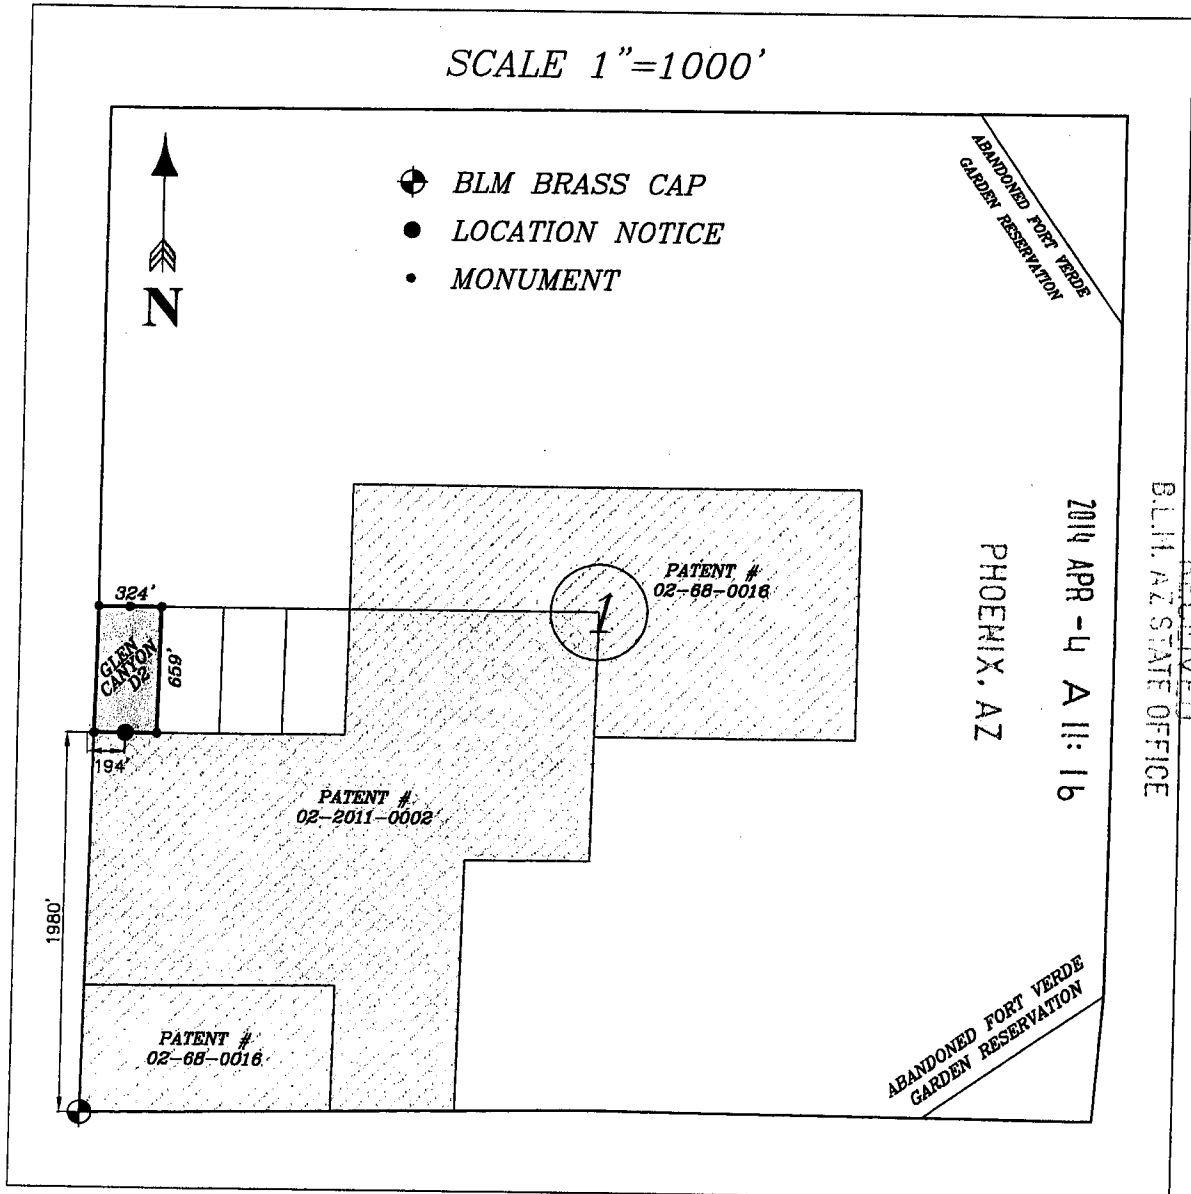 SCALE 1"=1000'
BLM BRASS CAP
LOCATION NOTICE
MONUMENT
N
ABANDONED FORT VERDE
GARDEN RESERVATION
PATENT #
02-68-0016
1
324'
GLEN
CANYON
D2
659'
194'
PATENT #
02-2011-0002
1980'
PATENT #
02-68-0016
ABANDONED FORT VERDE
GARDEN RESERVATION
B.L.M. AZ STATE OFFICE
2014 APR -4 A 11: 16
PHOENIX, AZ